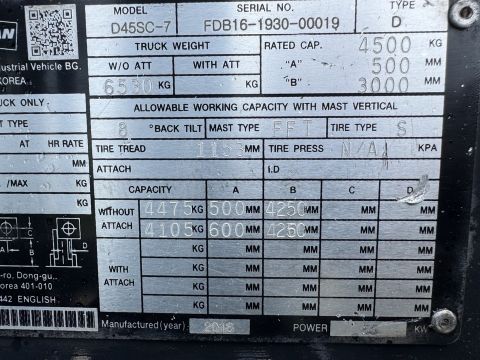 MODEL
D45SC-7
SERIAL NO.
FDB16-1930-00019
TYPE
D
TRUCK WEIGHT
W/O ATT WITH ATT
KG KG
RATED CAP. 4500 KG
"A" 500 MM
"B" 3000 MM
ustrial Vehicle BG.
KOREA
UCK ONLY.
ST TYPE
AT HR RATE
MM
KG
/MAX KG
ALLOWABLE WORKING CAPACITY WITH MAST VERTICAL
8 °BACK TILT MAST TYPE FFT TIRE TYPE S
TIRE TREAD MM TIRE PRESS N/A KPA
ATTACH I.D
CAPACITY A B C D
WITHOUT ATTACH
4475 KG 500 MM 4250 MM MM MM
4105 KG 600 MM 4250 MM MM MM
KG MM MM MM MM
WITH ATTACH
KG MM MM MM MM
KG MM MM MM MM
KG MM MM MM MM
C
A D
B
-ro, Dong-gu,
orea 401-010
442 ENGLISH
Manufactured(year) 2018 POWER KW